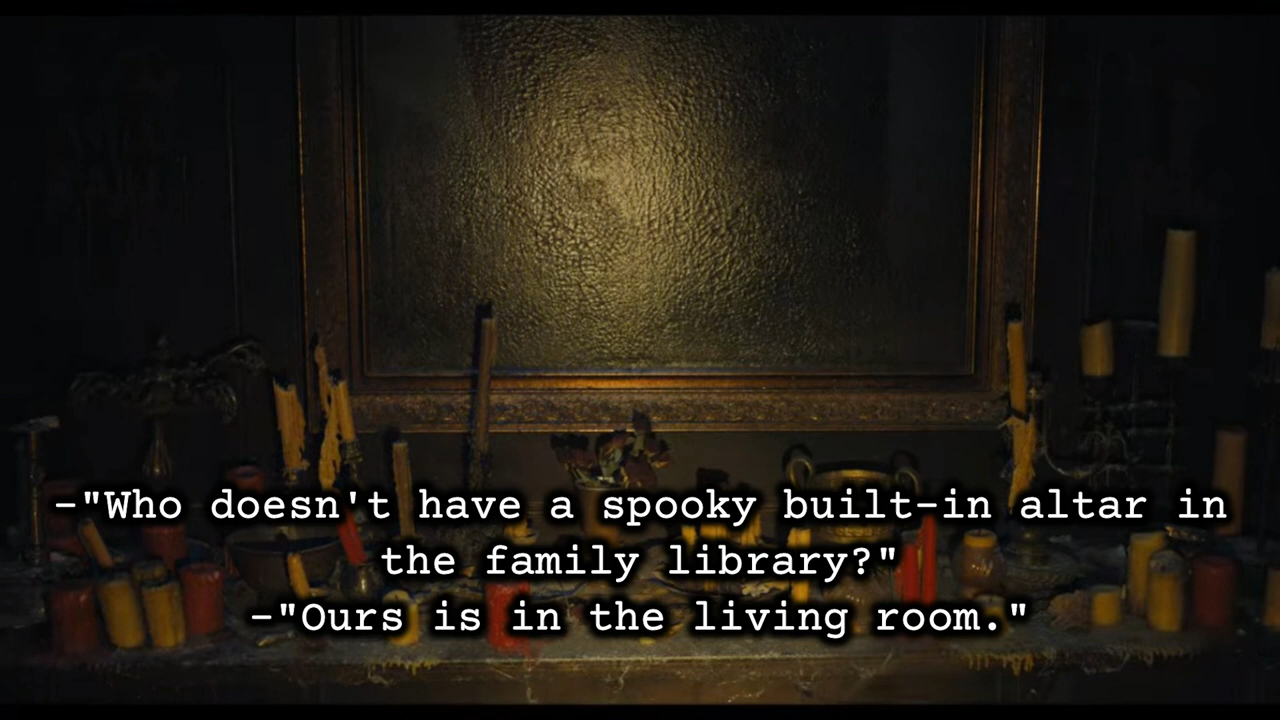 -"Who doesn't have a spooky built-in altar in
the family library?"
-"Ours is in the living room."